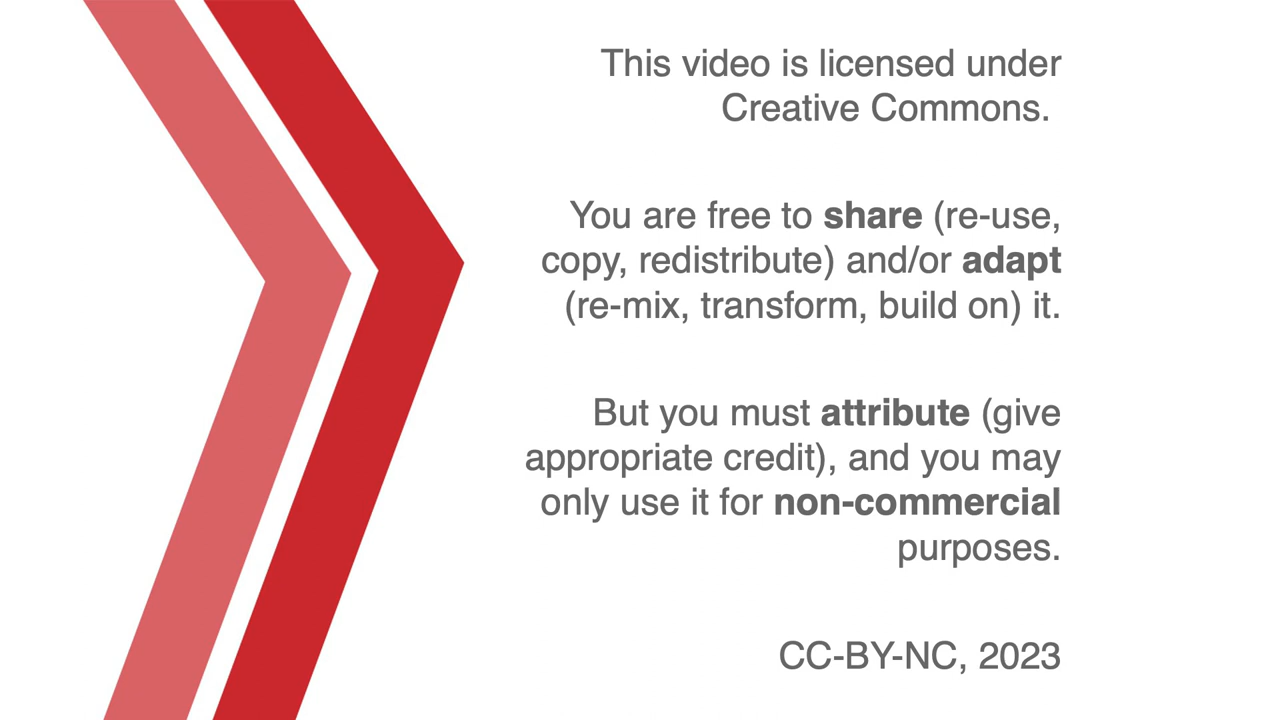 This video is licensed under
Creative Commons.
You are free to share (re-use,
copy, redistribute) and/or adapt
(re-mix, transform, build on) it.
But you must attribute (give
appropriate credit), and you may
only use it for non-commercial
purposes.
CC-BY-NC, 2023